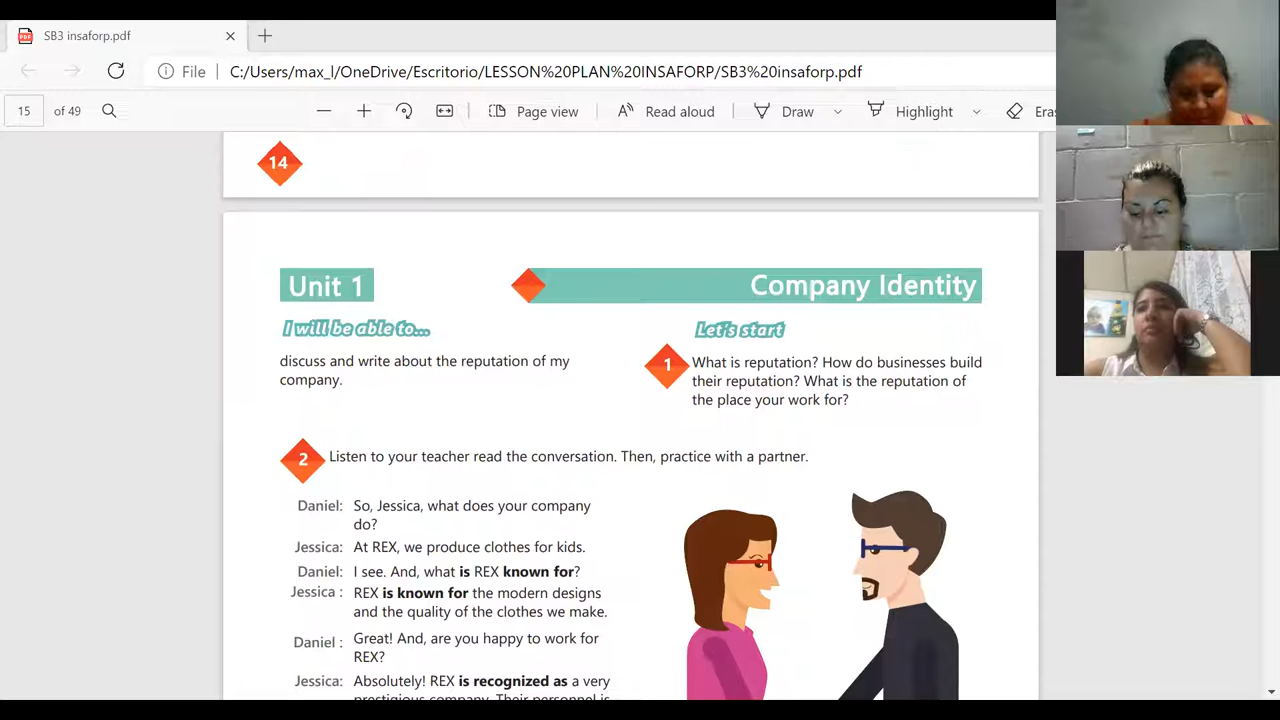 SB3 insaforp.pdf
File
C:/Users/max_l/OneDrive/Escritorio/LESSON%20PLAN%20INSAFORP/SB3%20insaforp.pdf
15 of 49
Page view
Read aloud
Draw
Highlight
Eras
14
Unit 1
Company Identity
I will be able to...
discuss and write about the reputation of my
company.
Let's start
1
What is reputation? How do businesses build
their reputation? What is the reputation of
the place your work for?
2
Listen to your teacher read the conversation. Then, practice with a partner.
Daniel: So, Jessica, what does your company
do?
Jessica: At REX, we produce clothes for kids.
Daniel: I see. And, what is REX known for?
Jessica : REX is known for the modern designs
and the quality of the clothes we make.
Daniel : Great! And, are you happy to work for
REX?
Jessica: Absolutely! REX is recognized as a very
prestigious company. Their personnel is